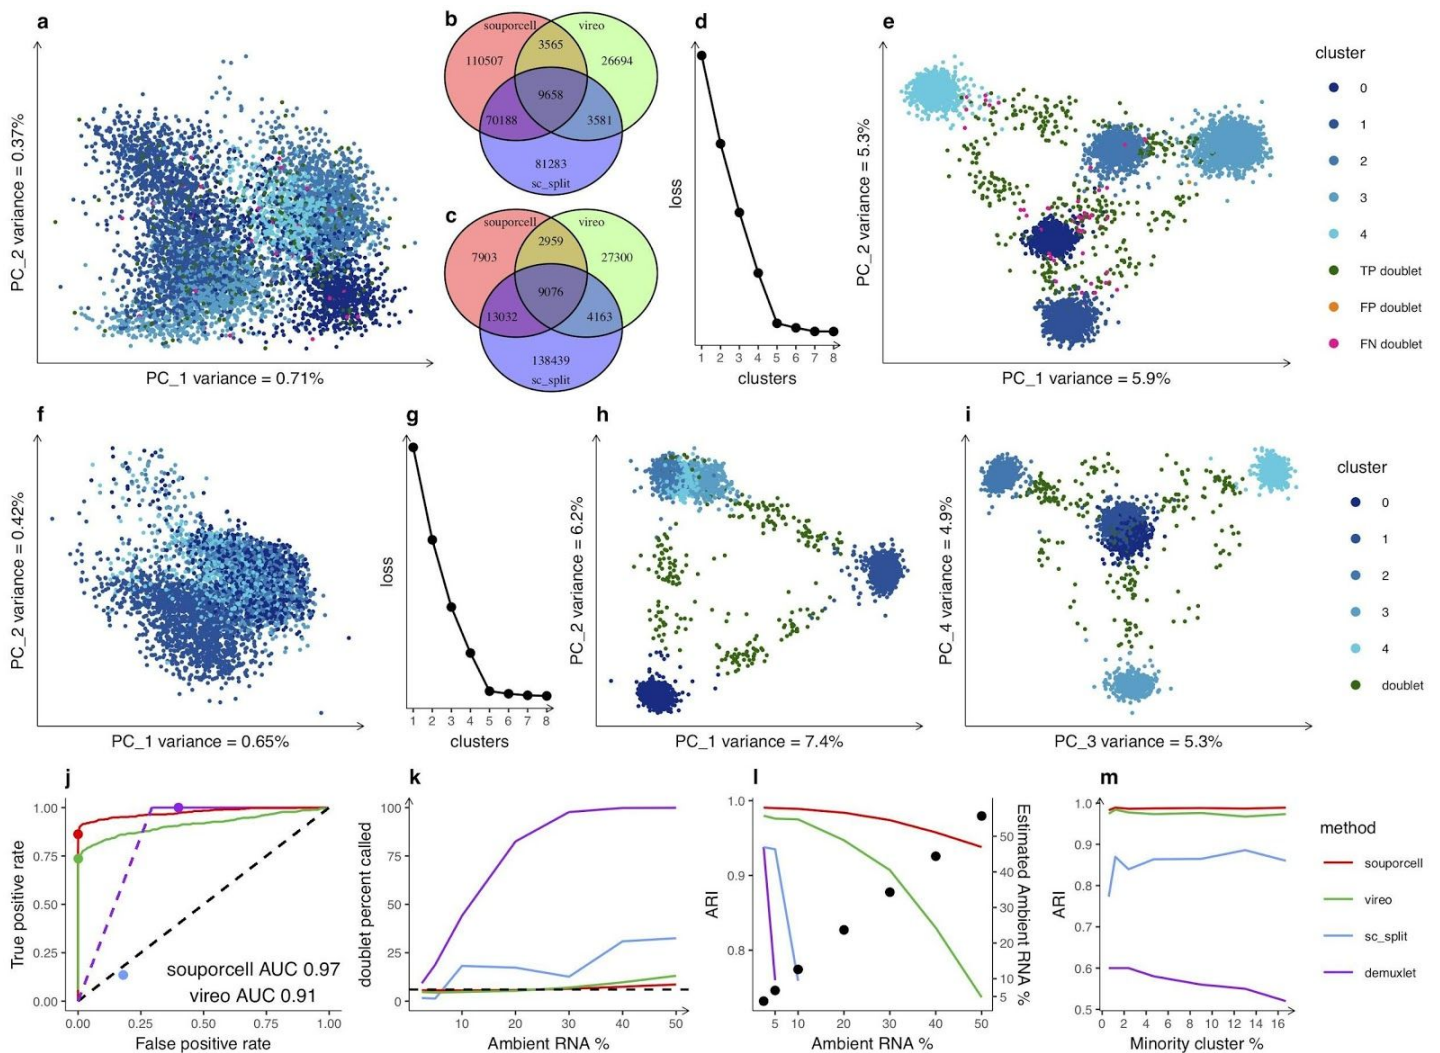 a
PC_2 variance = 0.37%
PC_1 variance = 0.71%
b
souporcell
vireo
3565
110507
26694
9658
70188
3581
81283
sc_split
c
souporcell
vireo
2959
7903
27300
9076
13032
4163
138439
sc_split
d
loss
1 2 3 4 5 6 7 8
clusters
e
PC_2 variance = 5.3%
PC_1 variance = 5.9%
cluster
0
1
2
3
4
TP doublet
FP doublet
FN doublet
f
PC_2 variance = 0.42%
PC_1 variance = 0.65%
g
loss
1 2 3 4 5 6 7 8
clusters
h
PC_2 variance = 6.2%
PC_1 variance = 7.4%
i
PC_4 variance = 4.9%
PC_3 variance = 5.3%
cluster
0
1
2
3
4
doublet
j
True positive rate
1.00
0.75
0.50
0.25
0.00
souporcell AUC 0.97
vireo AUC 0.91
0.00 0.25 0.50 0.75 1.00
False positive rate
k
doublet percent called
100
75
50
25
0
10 20 30 40 50
Ambient RNA %
l
ARI
1.0
0.9
0.8
Estimated Ambient RNA %
50
40
30
20
10
5
5 10 20 30 40 50
Ambient RNA %
m
ARI
1.0
0.9
0.8
0.7
0.6
0.5
0 2 4 6 8 10 12 14 16
Minority cluster %
method
souporcell
vireo
sc_split
demuxlet